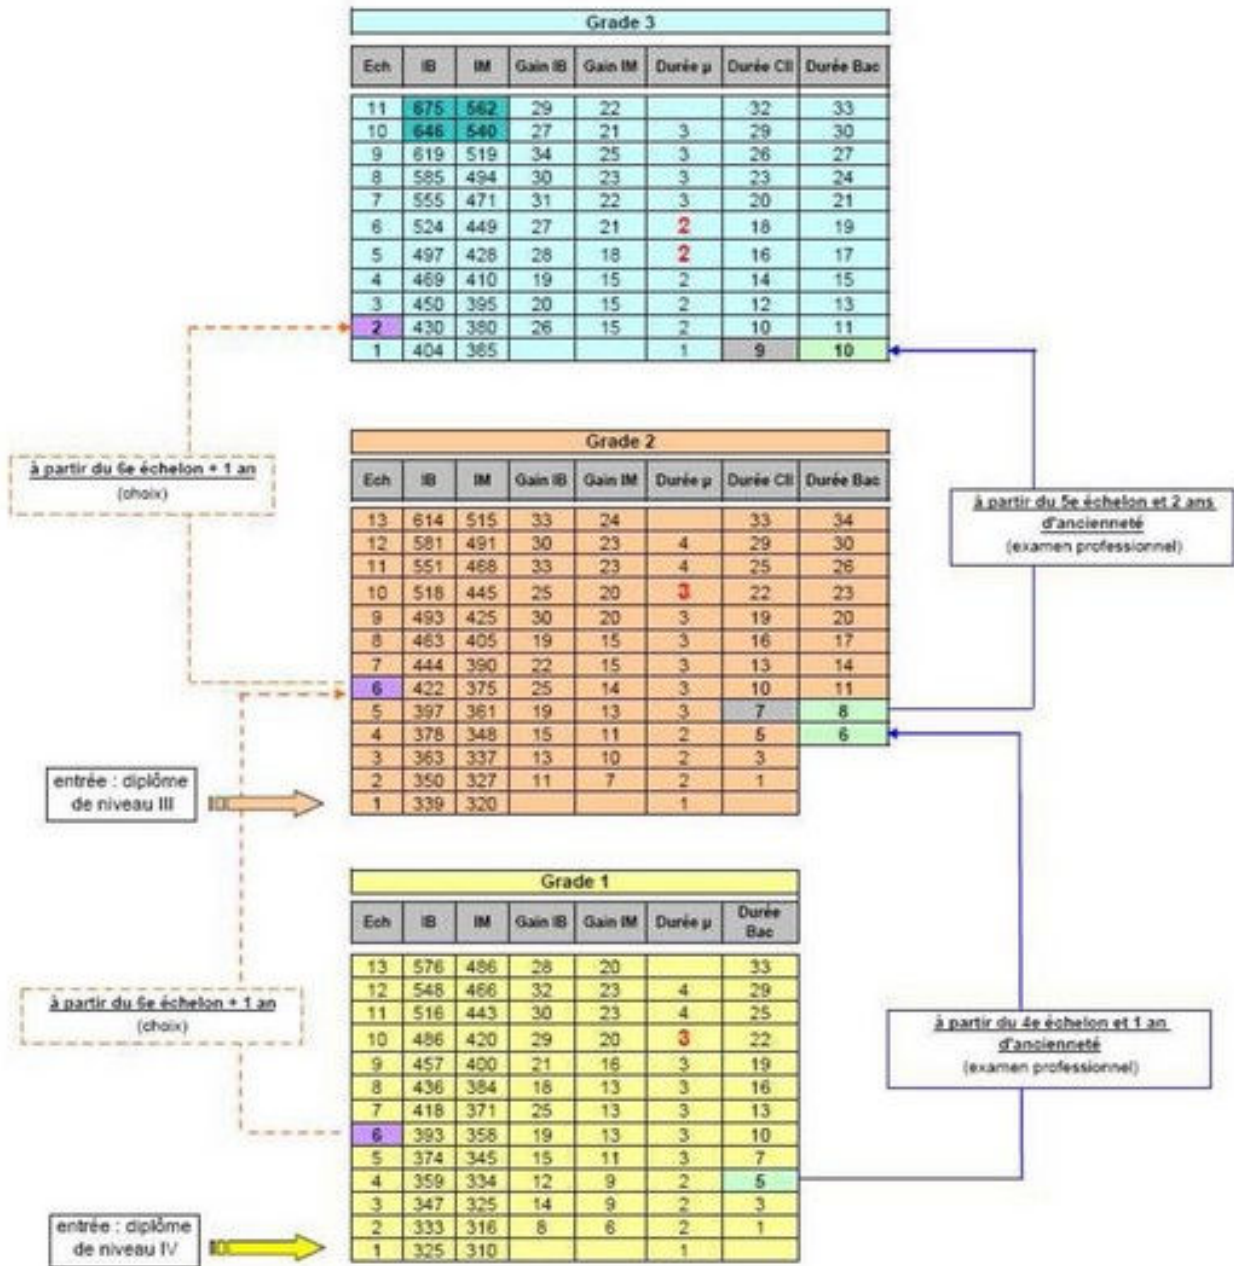 Grade 3
Ech IB IM Gain IB Gain IM Durée µ Durée CII Durée Bac
11 675 562 29 22 32 33
10 646 540 27 21 3 29 30
9 619 519 34 25 3 26 27
8 585 494 30 23 3 23 24
7 555 471 31 22 3 20 21
6 524 449 27 21 2 18 19
5 497 428 28 18 2 16 17
4 469 410 19 15 2 14 15
3 450 395 20 15 2 12 13
2 430 380 26 15 2 10 11
1 404 365 1 9 10
à partir du 6e échelon + 1 an
(choix)
Grade 2
Ech IB IM Gain IB Gain IM Durée µ Durée CII Durée Bac
13 614 515 33 24 33 34
12 581 491 30 23 4 29 30
11 551 468 33 23 4 25 26
10 518 445 25 20 3 22 23
9 493 425 30 20 3 19 20
8 463 405 19 15 3 16 17
7 444 390 22 15 3 13 14
6 422 375 25 14 3 10 11
5 397 361 19 13 3 7 8
4 378 348 15 11 2 5 6
3 363 337 13 10 2 3
2 350 327 11 7 2 1
1 339 320 1
à partir du 5e échelon et 2 ans
d'ancienneté
(examen professionnel)
entrée : diplôme
de niveau III
Grade 1
Ech IB IM Gain IB Gain IM Durée µ Durée
Bac
13 576 486 28 20 33
12 548 466 32 23 4 29
11 516 443 30 23 4 25
10 486 420 29 20 3 22
9 457 400 21 16 3 19
8 436 384 18 13 3 16
7 418 371 25 13 3 13
6 393 358 19 13 3 10
5 374 345 15 11 3 7
4 359 334 12 9 2 5
3 347 325 14 9 2 3
2 333 316 8 6 2 1
1 325 310 1
à partir du 6e échelon + 1 an
(choix)
à partir du 4e échelon et 1 an
d'ancienneté
(examen professionnel)
entrée : diplôme
de niveau IV